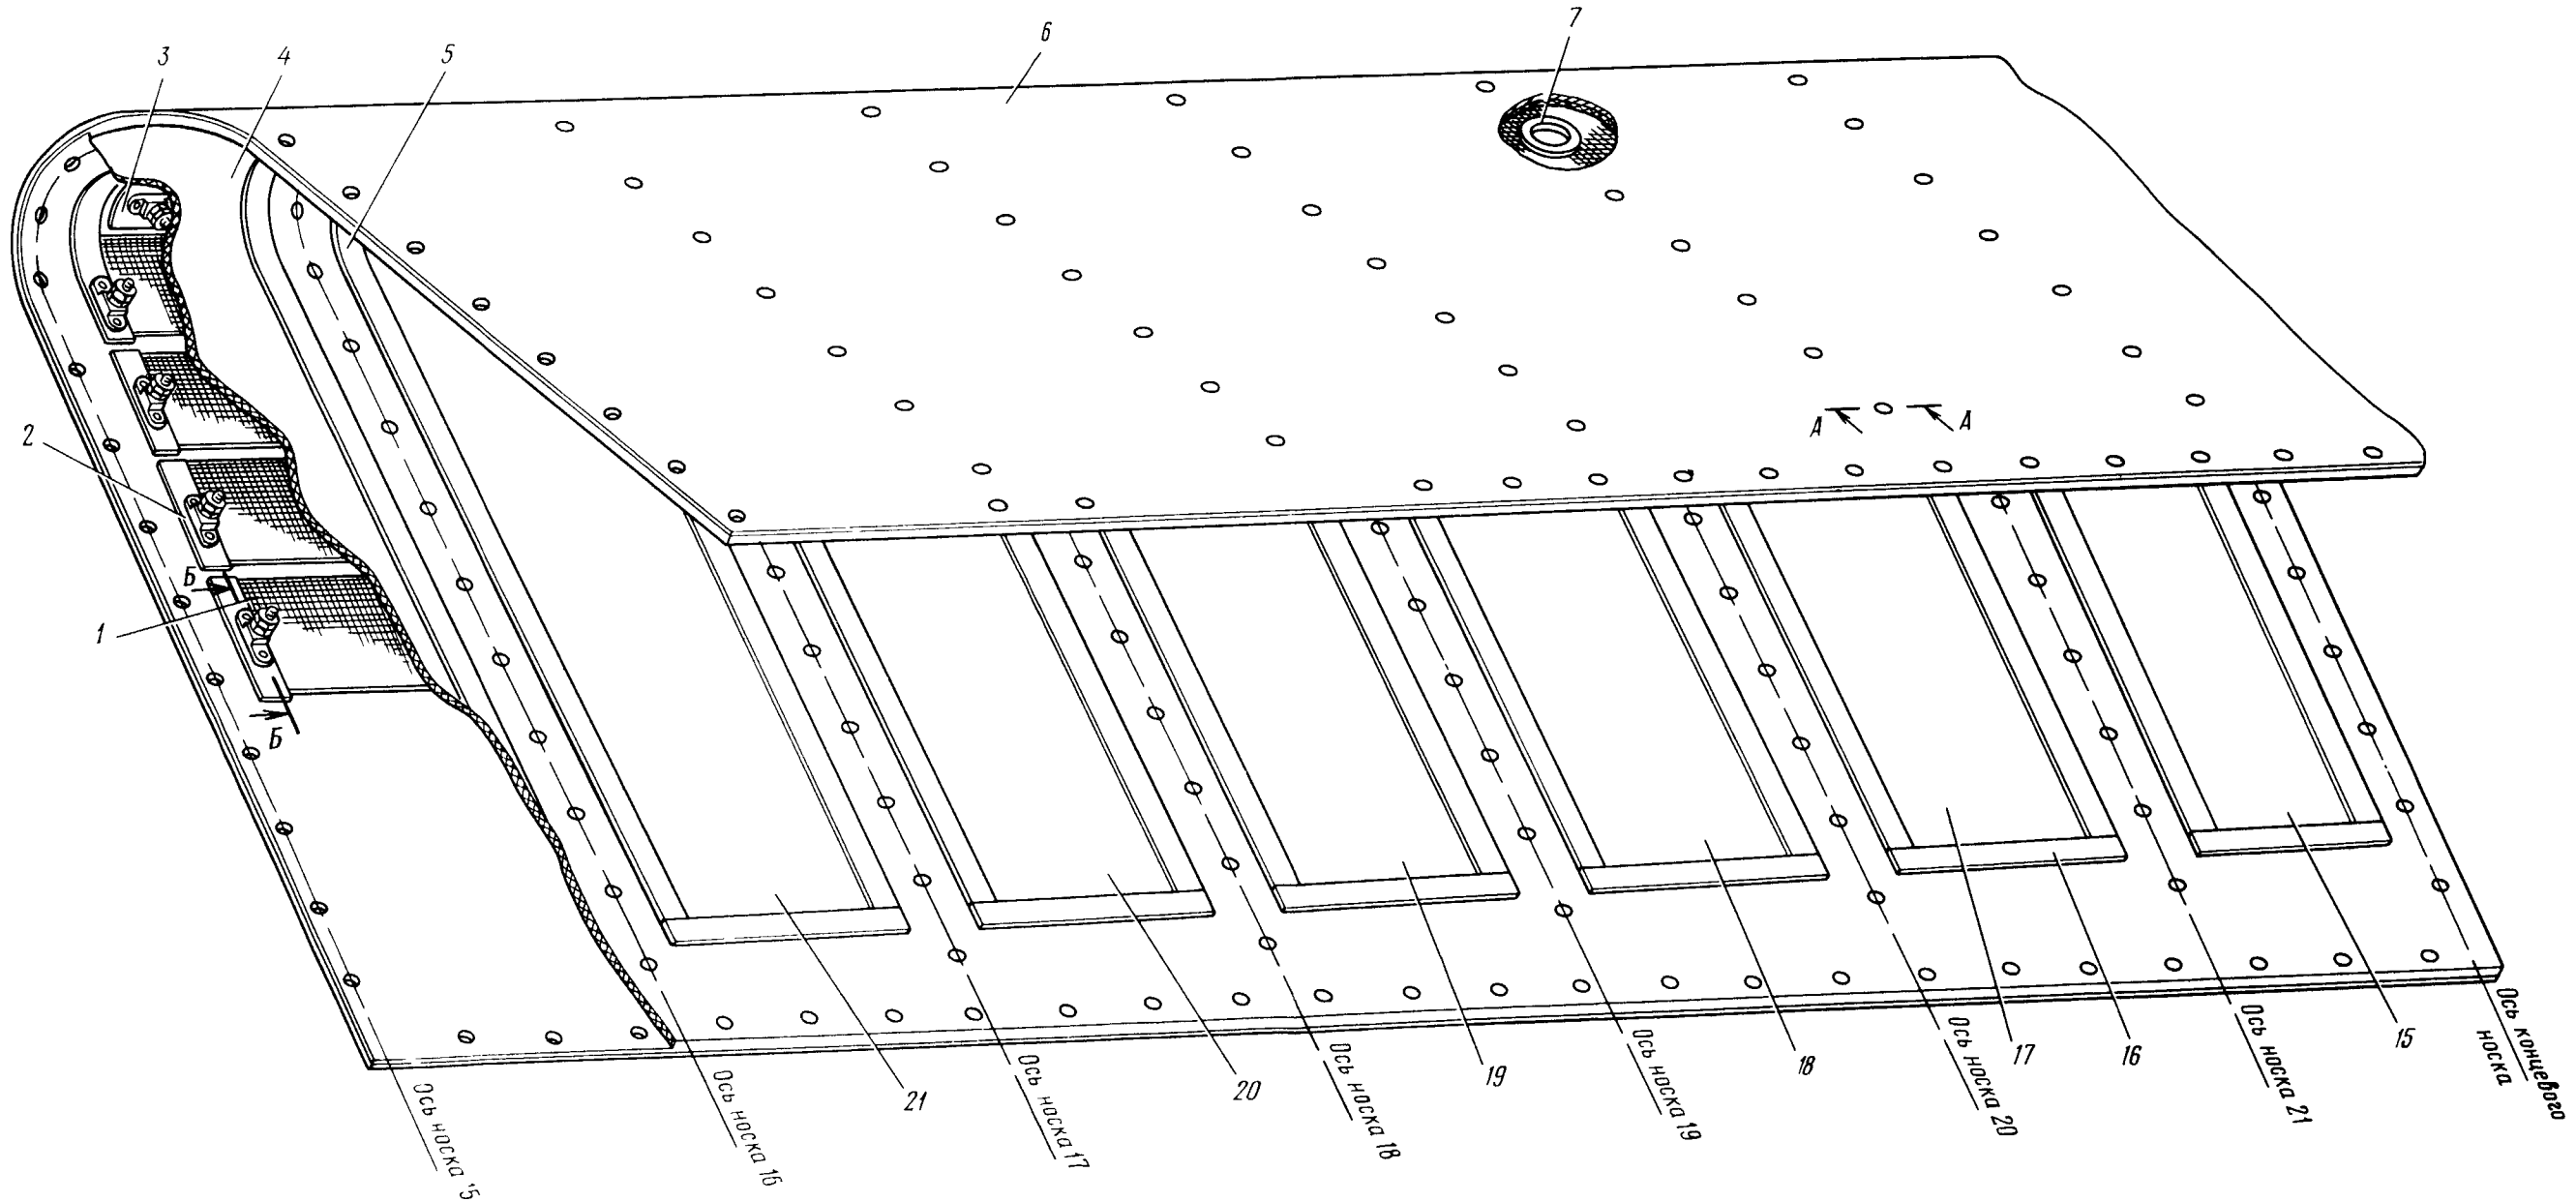 3
4
5
6
7
2
А
А
Б
1
Б
21
20
19
18
17
16
15
Ось носка 15
Ось носка 16
Ось носка 17
Ось носка 18
Ось носка 19
Ось носка 20
Ось носка 21
Ось концевого
носка